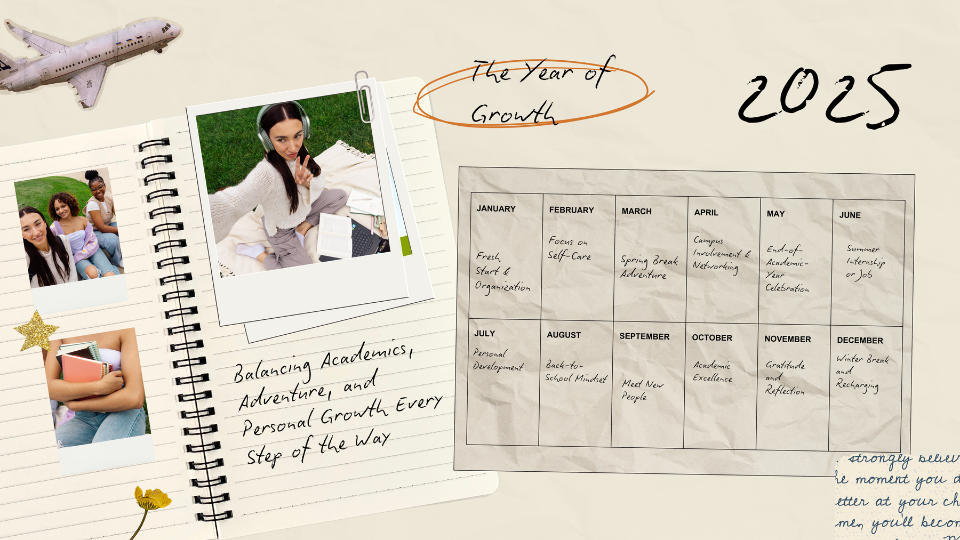 The Year of
Growth
2025
Balancing Academics,
Adventure, and
Personal Growth Every
Step of the Way
JANUARY
Fresh
Start &
Organization
FEBRUARY
Focus on
Self-Care
MARCH
Spring Break
Adventure
APRIL
Campus
Involvement &
Networking
MAY
End-of-
Academic-
Year
Celebration
JUNE
Summer
Internship
or Job
JULY
Personal
Development
AUGUST
Back-to-
School Mindset
SEPTEMBER
Meet New
People
OCTOBER
Academic
Excellence
NOVEMBER
Gratitude
and
Reflection
DECEMBER
Winter Break
and
Recharging
strongly believ
he moment you d
etter at your ch
me, you'll becom